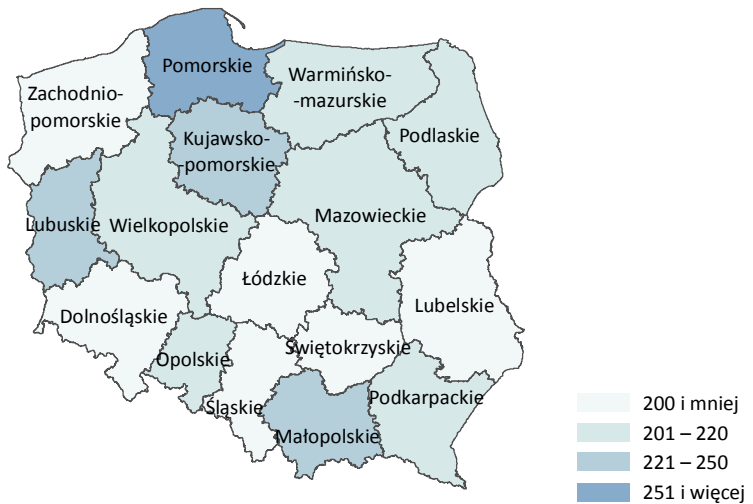 Pomorskie
Warmińsko-
-mazurskie
Zachodnio-
pomorskie
Podlaskie
Kujawsko-
-pomorskie
Lubuskie
Wielkopolskie
Mazowieckie
Łódzkie
Lubelskie
Dolnośląskie
Świętokrzyskie
Opolskie
Podkarpackie
Śląskie
Małopolskie
200 i mniej
201 – 220
221 – 250
251 i więcej